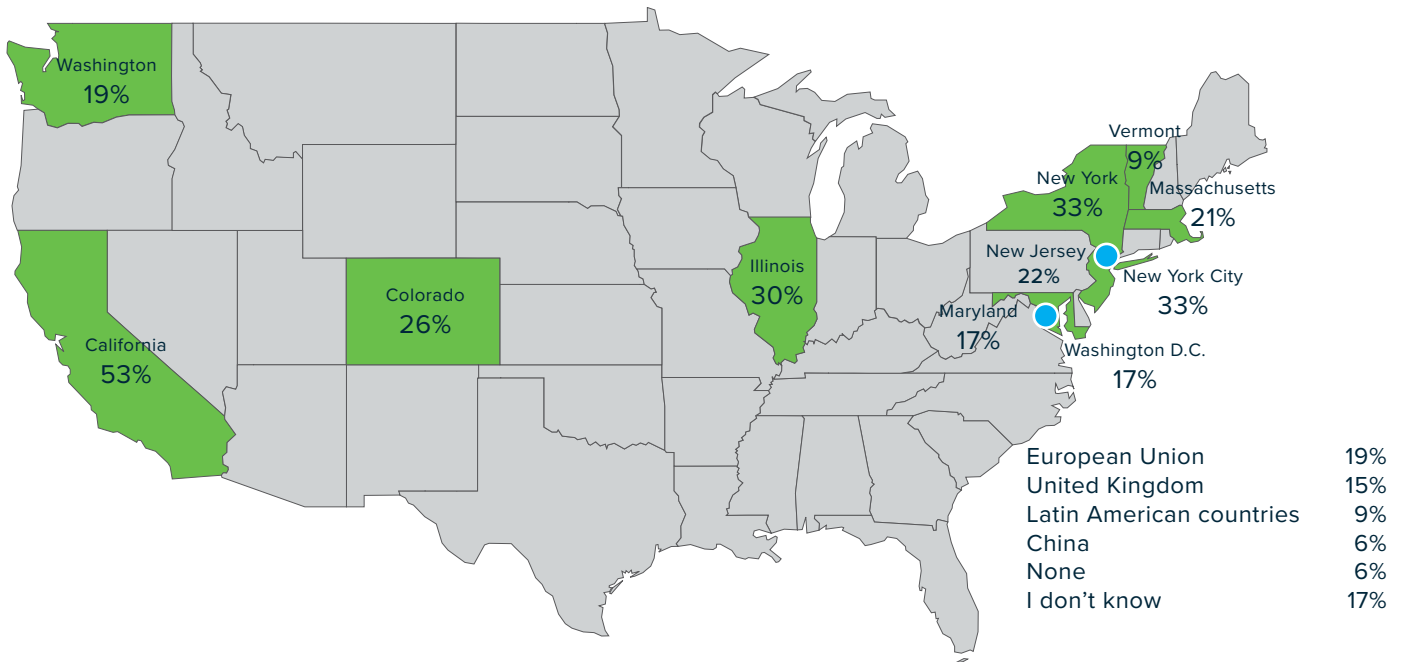 Washington
19%
Vermont
9%
New York
33%
Massachusetts
21%
New Jersey
22%
New York City
33%
Illinois
30%
Colorado
26%
Maryland
17%
California
53%
Washington D.C.
17%
European Union 19%
United Kingdom 15%
Latin American countries 9%
China 6%
None 6%
I don’t know 17%